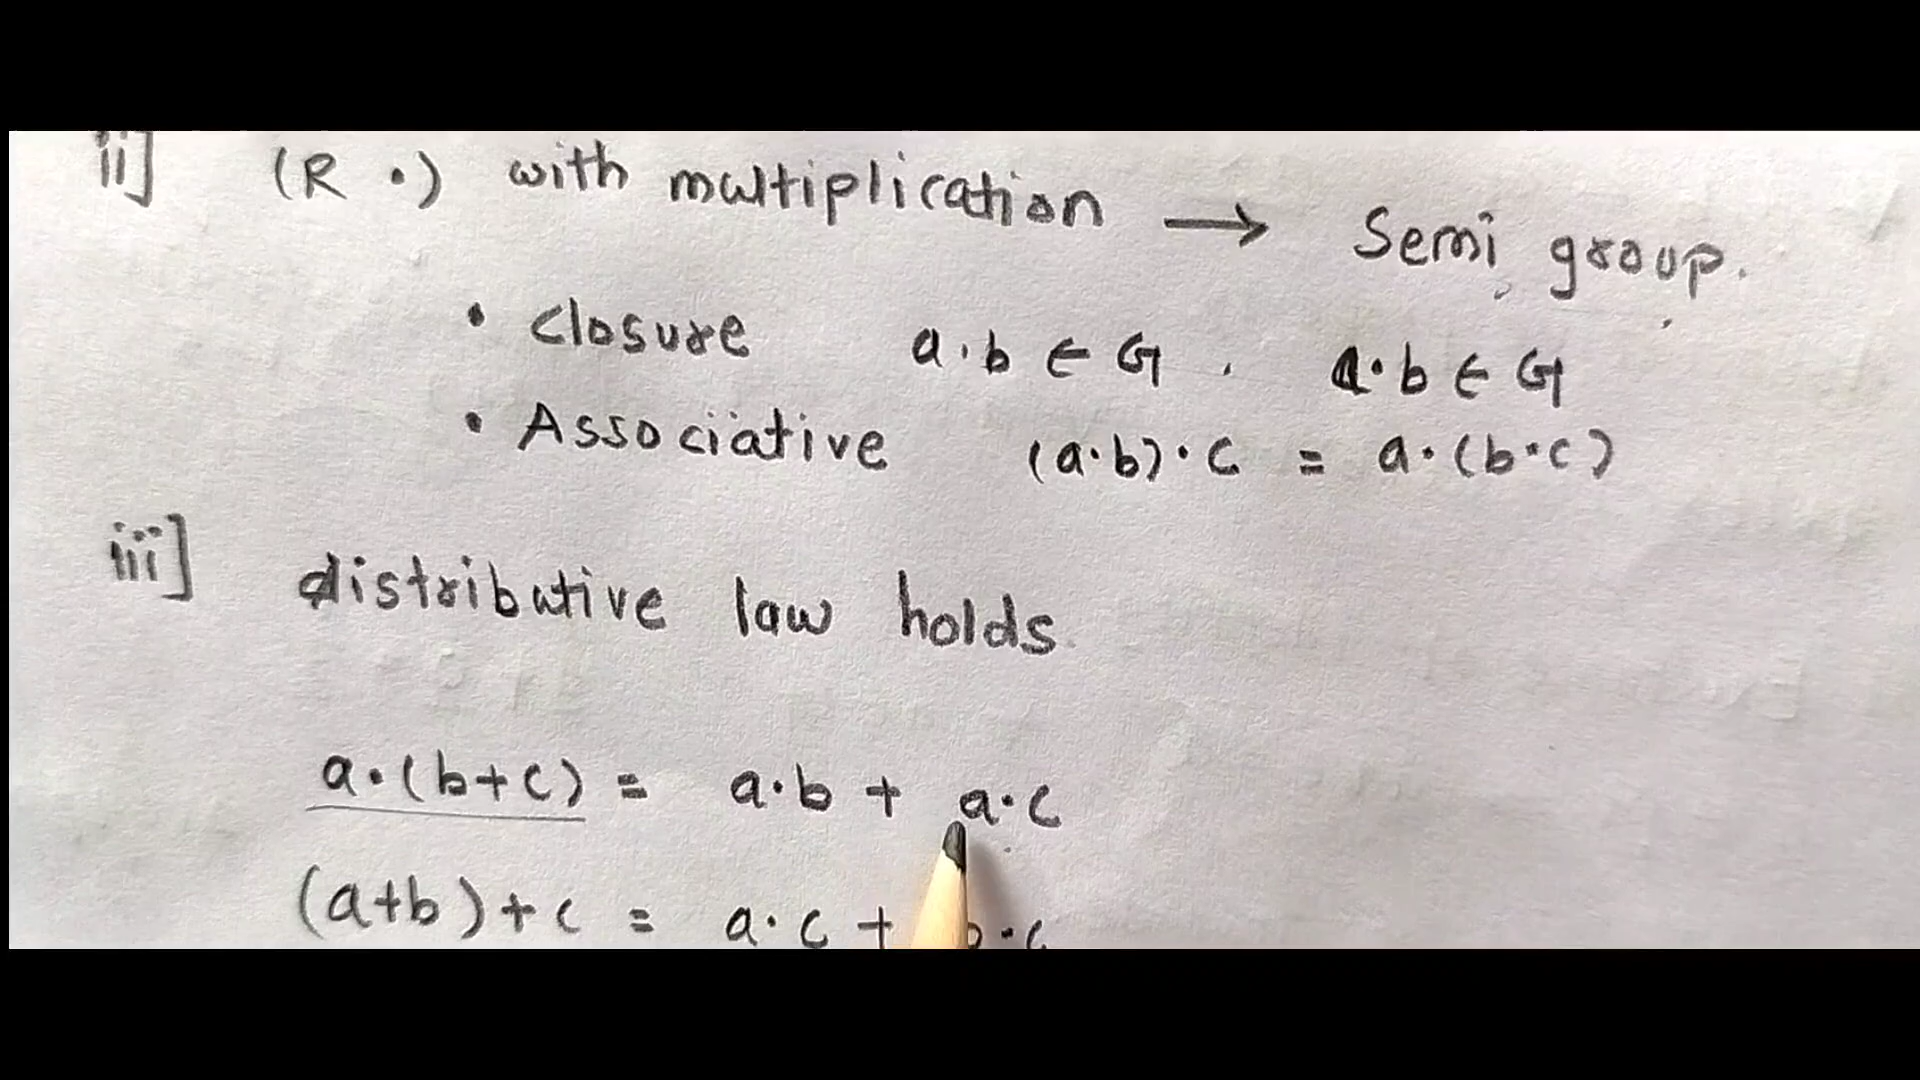 ii] (R •) with multiplication → Semi group.
• Closure a.b ∈ G . a.b ∈ G
• Associative (a.b).c = a.(b.c)
iii] distributive law holds
a.(b+c) = a.b + a.c
(a+b)+c = a.c + b.c